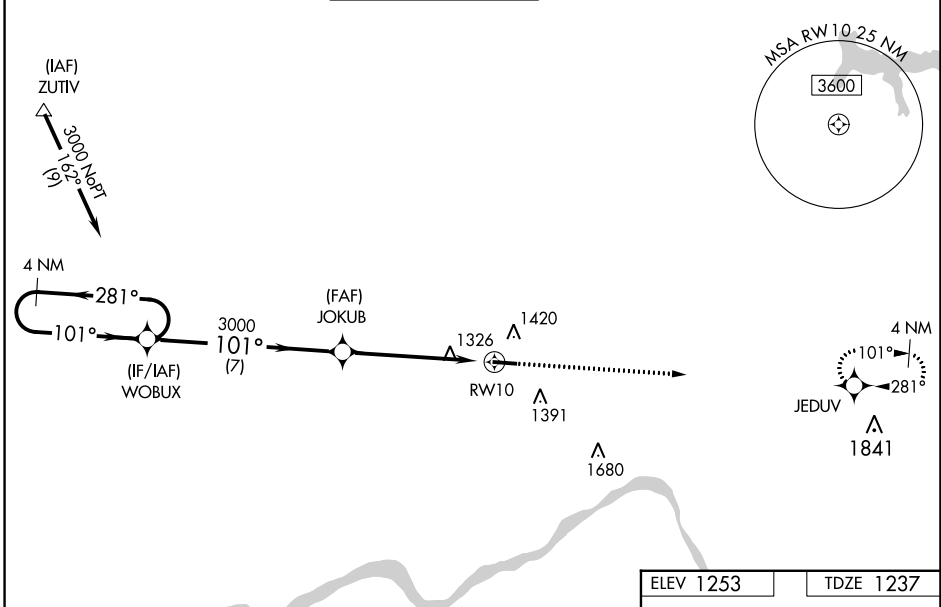 MSA RW10 25 NM
3600
(IAF)
ZUTIV
3000 NoPT
162°
(9)
4 NM
281°
101°
(IF/IAF)
WOBUX
3000
101°
(7)
(FAF)
JOKUB
1326
1420
RW10
1391
1680
4 NM
101°
281°
JEDUV
1841
ELEV 1253
TDZE 1237